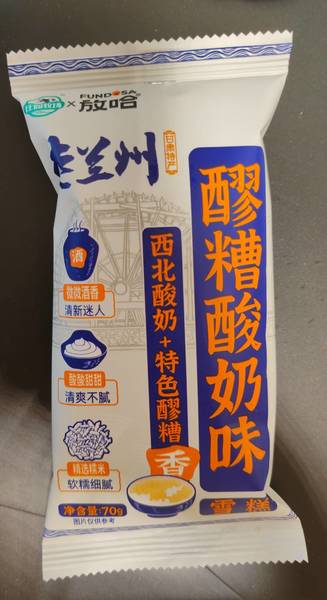 × FUNDOSA
放哈
兰州
甘肃特产
醪糟酸奶味
西北酸奶+特色醪糟
香
酒
微微酒香
清新迷人
酸酸甜甜
清爽不腻
精选糯米
软糯细腻
净含量:70g
图片仅供参考
雪糕